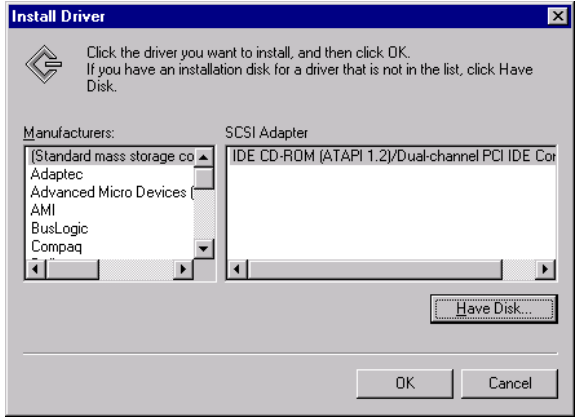 Install Driver
Click the driver you want to install, and then click OK.
If you have an installation disk for a driver that is not in the list, click Have
Disk.
Manufacturers:
(Standard mass storage co
Adaptec
Advanced Micro Devices (
AMI
BusLogic
Compaq
SCSI Adapter
IDE CD-ROM (ATAPI 1.2)/Dual-channel PCI IDE Con
Have Disk...
OK
Cancel